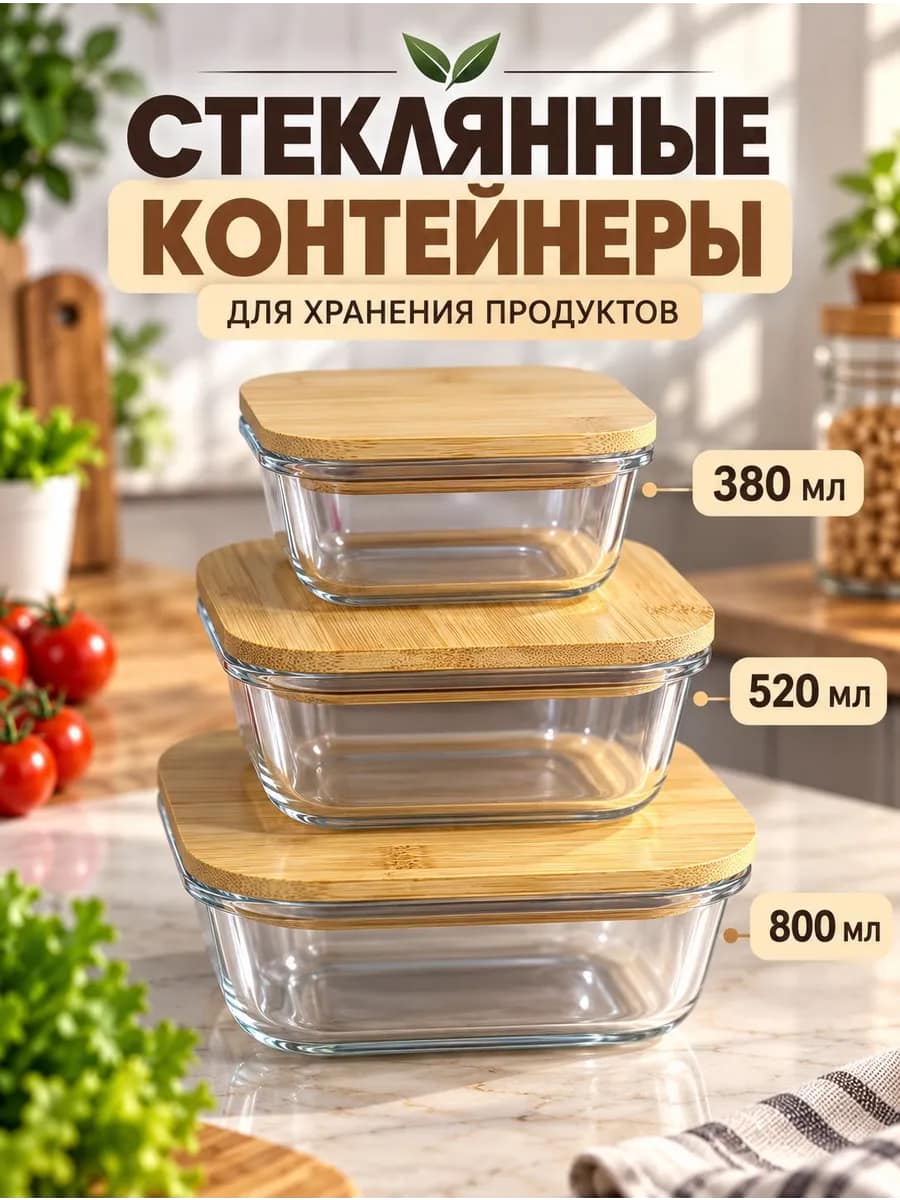 СТЕКЛЯННЫЕ
КОНТЕЙНЕРЫ
ДЛЯ ХРАНЕНИЯ ПРОДУКТОВ
380 мл
520 мл
800 мл